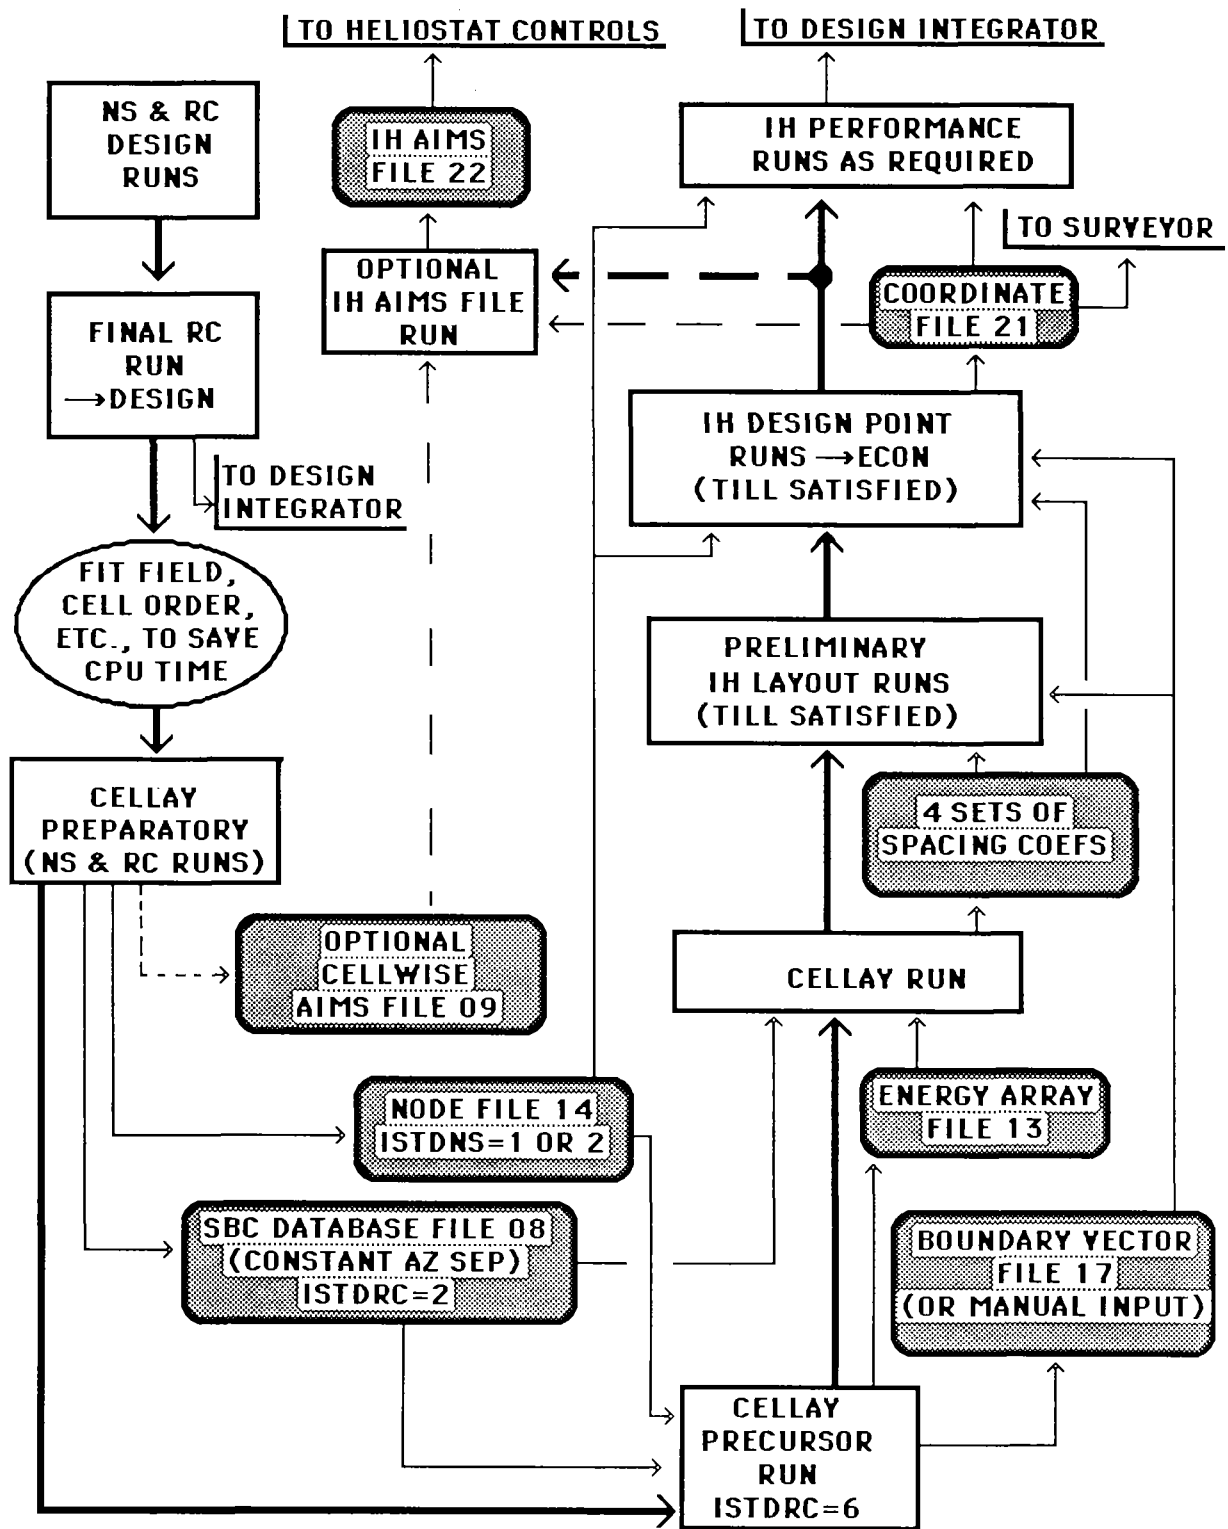 TO HELIOSTAT CONTROLS
TO DESIGN INTEGRATOR
NS & RC
DESIGN
RUNS
IH AIMS
FILE 22
IH PERFORMANCE
RUNS AS REQUIRED
TO SURVEYOR
OPTIONAL
IH AIMS FILE
RUN
COORDINATE
FILE 21
FINAL RC
RUN
→DESIGN
IH DESIGN POINT
RUNS →ECON
(TILL SATISFIED)
TO DESIGN
INTEGRATOR
FIT FIELD,
CELL ORDER,
ETC., TO SAVE
CPU TIME
PRELIMINARY
IH LAYOUT RUNS
(TILL SATISFIED)
CELLAY
PREPARATORY
(NS & RC RUNS)
4 SETS OF
SPACING COEFS
OPTIONAL
CELLWISE
AIMS FILE 09
CELLAY RUN
NODE FILE 14
ISTDNS=1 OR 2
ENERGY ARRAY
FILE 13
SBC DATABASE FILE 08
(CONSTANT AZ SEP)
ISTDRC=2
BOUNDARY VECTOR
FILE 17
(OR MANUAL INPUT)
CELLAY
PRECURSOR
RUN
ISTDRC=6